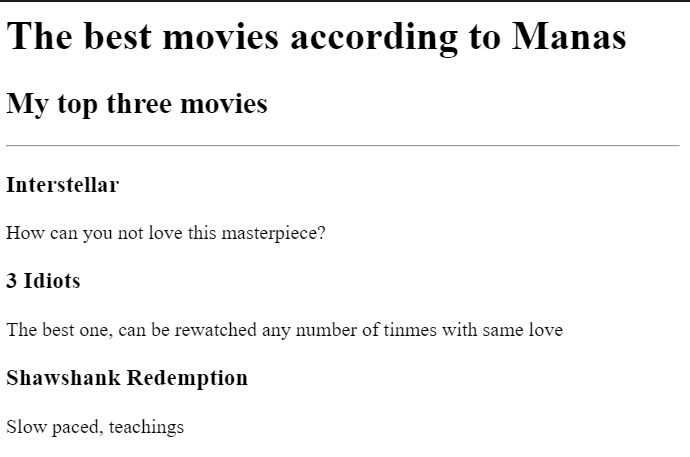 The best movies according to Manas
My top three movies
Interstellar
How can you not love this masterpiece?
3 Idiots
The best one, can be rewatched any number of tinmes with same love
Shawshank Redemption
Slow paced, teachings